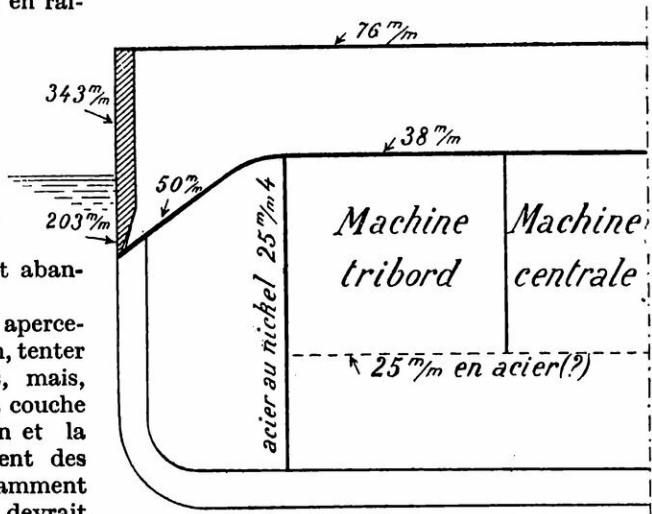 en rai-
76 m/m
343 m/m
38 m/m
50 m/m
203 m/m
Machine
tribord
Machine
centrale
acier au nickel 25 m/m 4
25 m/m en acier(?)
t aban-
aperce-
n, tenter
, mais,
couche
n et la
ent des
amment
devrait